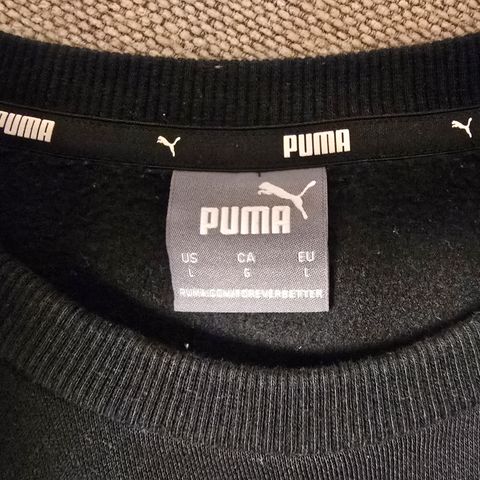 PUMA PUMA
PUMA
US CA EU
L G L
PUMA.COM/FOREVERBETTER